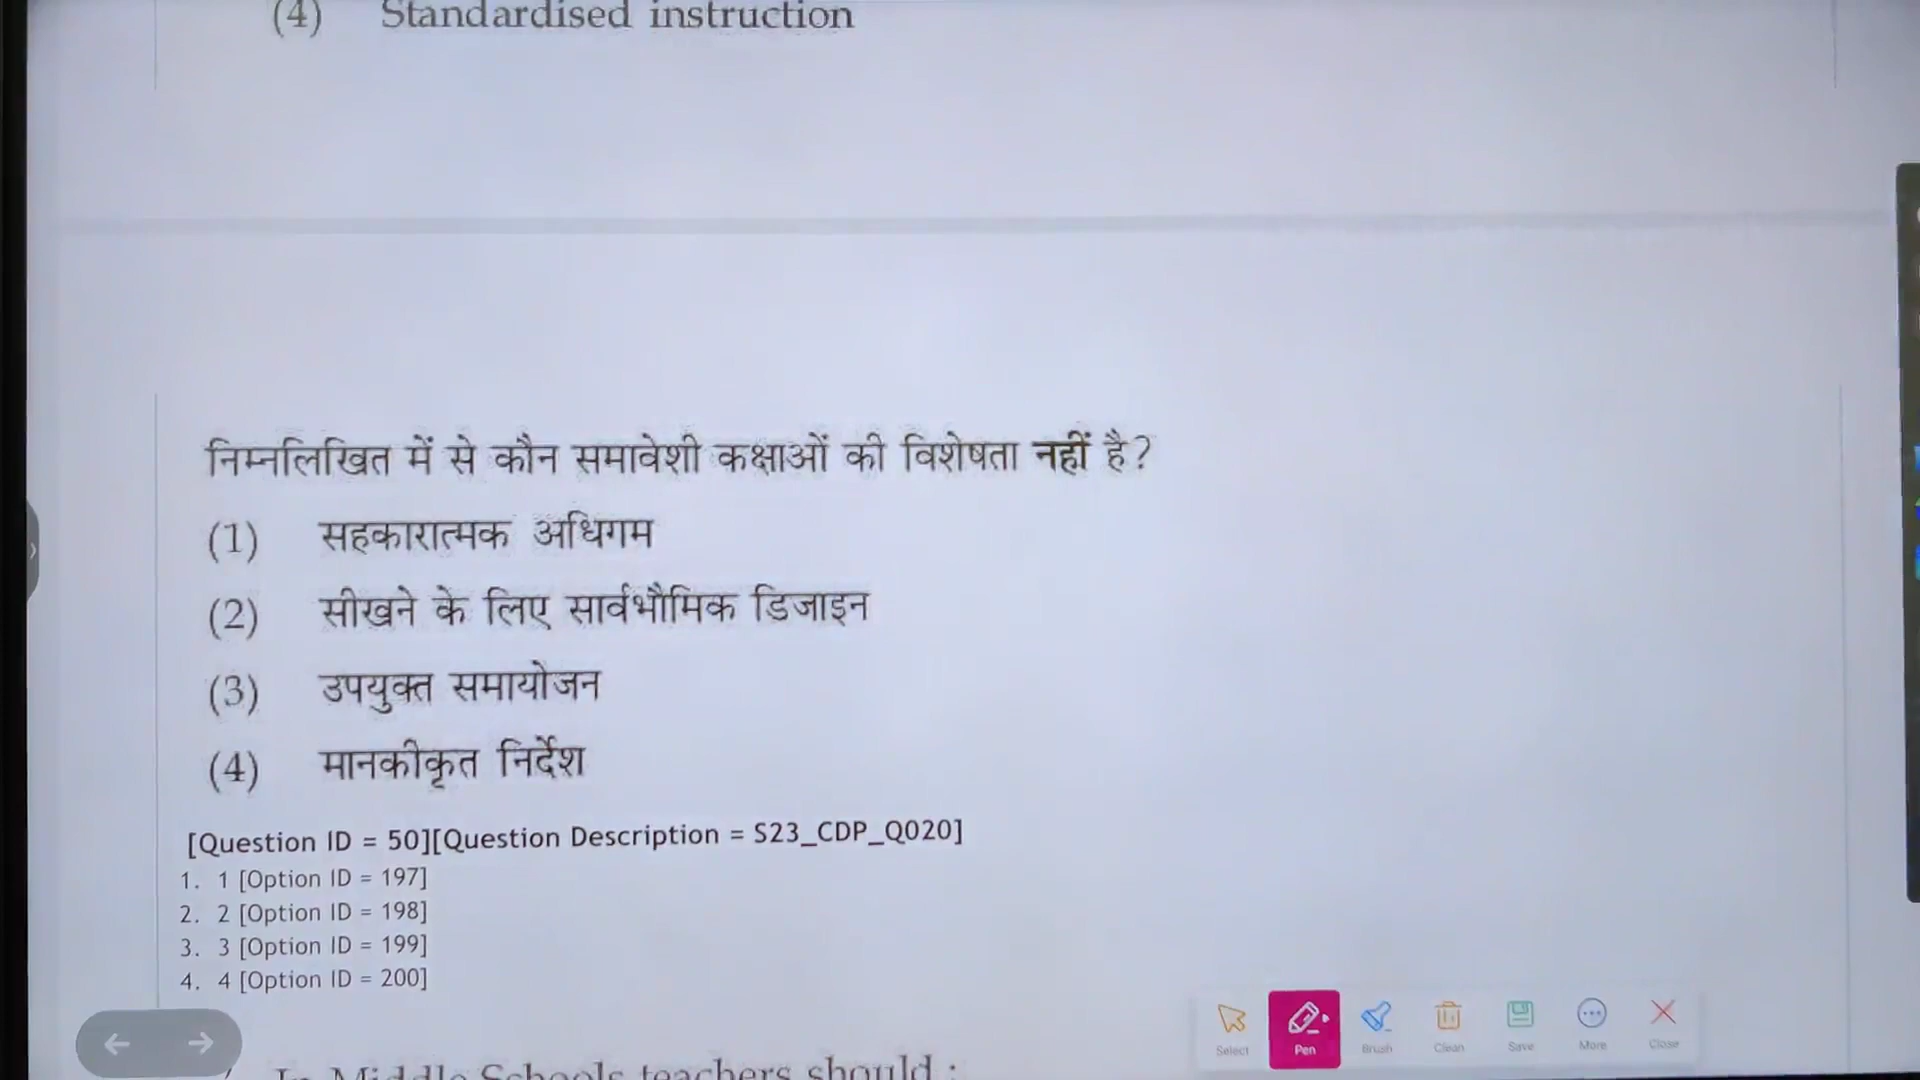 (4) Standardised instruction
निम्नलिखित में से कौन समावेशी कक्षाओं की विशेषता नहीं है?
(1) सहकारात्मक अधिगम
(2) सीखने के लिए सार्वभौमिक डिजाइन
(3) उपयुक्त समायोजन
(4) मानकीकृत निर्देश
[Question ID = 50][Question Description = S23_CDP_Q020]
1. 1 [Option ID = 197]
2. 2 [Option ID = 198]
3. 3 [Option ID = 199]
4. 4 [Option ID = 200]
Select Pen Brush Clean Save More Close
In Middle Schools teachers should :